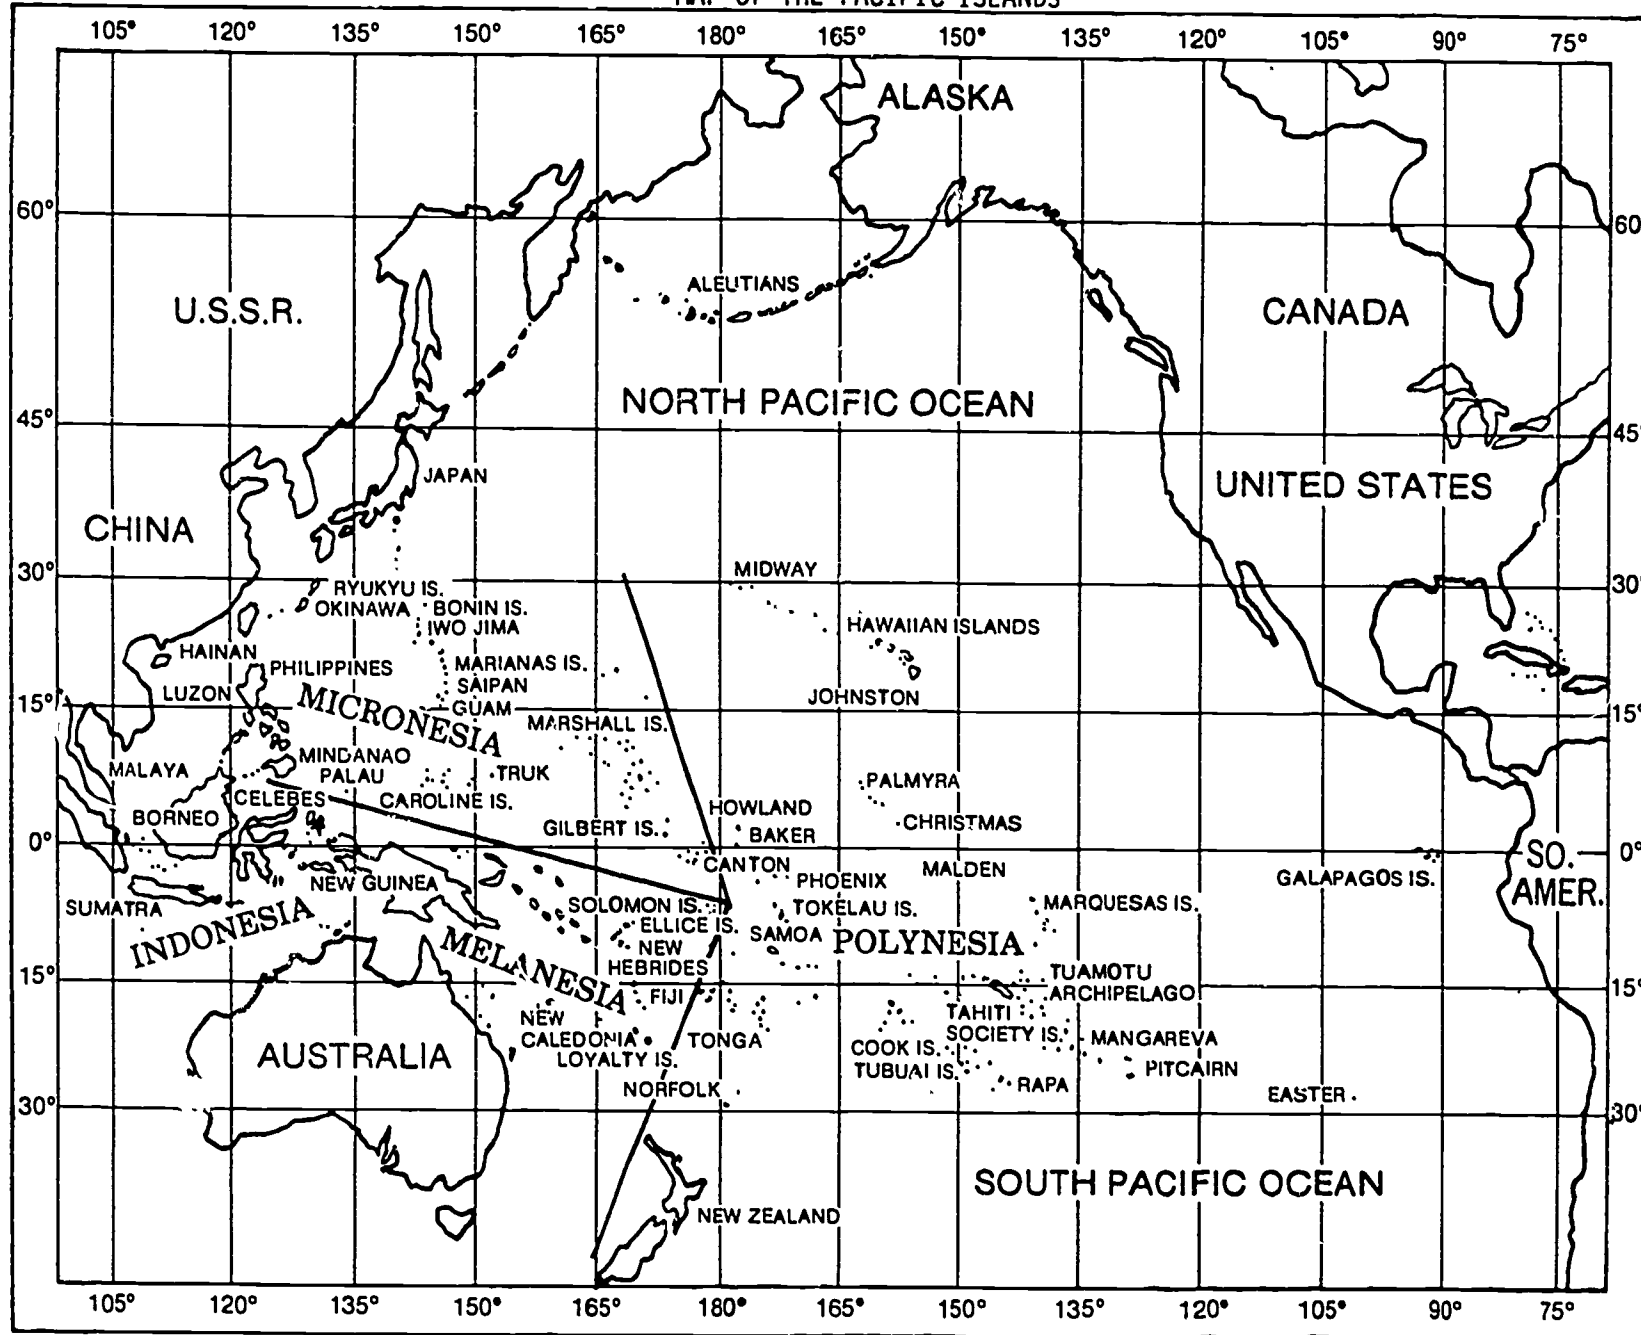 MAP OF THE PACIFIC ISLANDS
105° 120° 135° 150° 165° 180° 165° 150° 135° 120° 105° 90° 75°
ALASKA
60° 60°
ALEUTIANS
U.S.S.R.
CANADA
NORTH PACIFIC OCEAN
45° 45°
JAPAN
UNITED STATES
CHINA
MIDWAY
30° 30°
RYUKYU IS.
OKINAWA
BONIN IS.
IWO JIMA
HAWAIIAN ISLANDS
HAINAN
PHILIPPINES
MARIANAS IS.
LUZON
SAIPAN
JOHNSTON
MICRONESIA
GUAM
15° 15°
MARSHALL IS.
MINDANAO
MALAYA
PALAU
TRUK
PALMYRA
CELEBES
CAROLINE IS.
HOWLAND
BORNEO
GILBERT IS.
BAKER
CHRISTMAS
0° 0°
CANTON
MALDEN
SO.
AMER.
NEW GUINEA
PHOENIX
GALAPAGOS IS.
SUMATRA
SOLOMON IS.
TOKELAU IS.
MARQUESAS IS.
INDONESIA
ELLICE IS.
SAMOA
POLYNESIA
MELANESIA
NEW
HEBRIDES
TUAMOTU
ARCHIPELAGO
15° 15°
FIJI
TAHITI
NEW
CALEDONIA
TONGA
SOCIETY IS.
MANGAREVA
AUSTRALIA
LOYALTY IS.
COOK IS.
TUBUAI IS.
PITCAIRN
NORFOLK
RAPA
EASTER
30° 30°
SOUTH PACIFIC OCEAN
NEW ZEALAND
105° 120° 135° 150° 165° 180° 165° 150° 135° 120° 105° 90° 75°